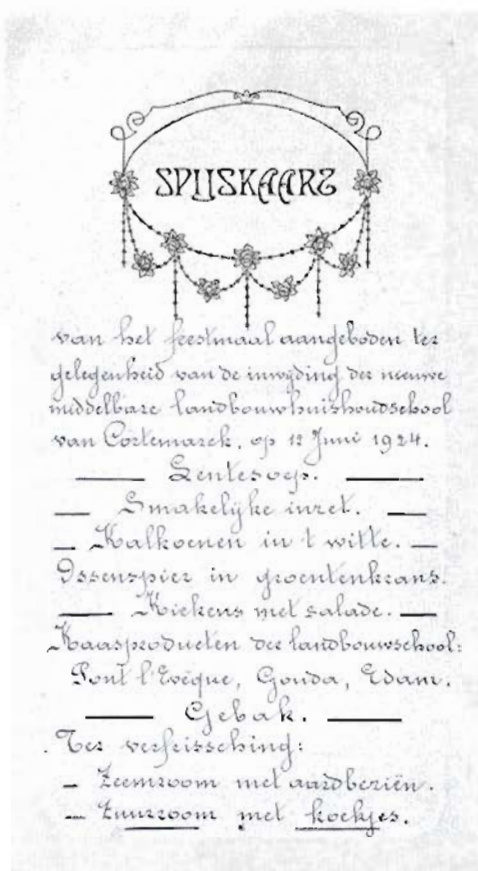 SPIJSKAART
van het feestmaal aangeboden ter
gelegenheid van de inwijding der nieuwe
middelbare landbouwhuishoudschool
van Cortemarck, op 12 Juni 1924.
Lentesoep.
Smakelijke inzet.
Kalkoenen in 't witte.
Ossenspier in groentenkrans.
Kiekens met salade.
Kaasproducten der landbouwschool:
Pont l'Evêque, Gouda, Edam.
Gebak.
Ter verfrissching:
- Zeemroom met aardbeziën.
- Zuurroom met koekjes.